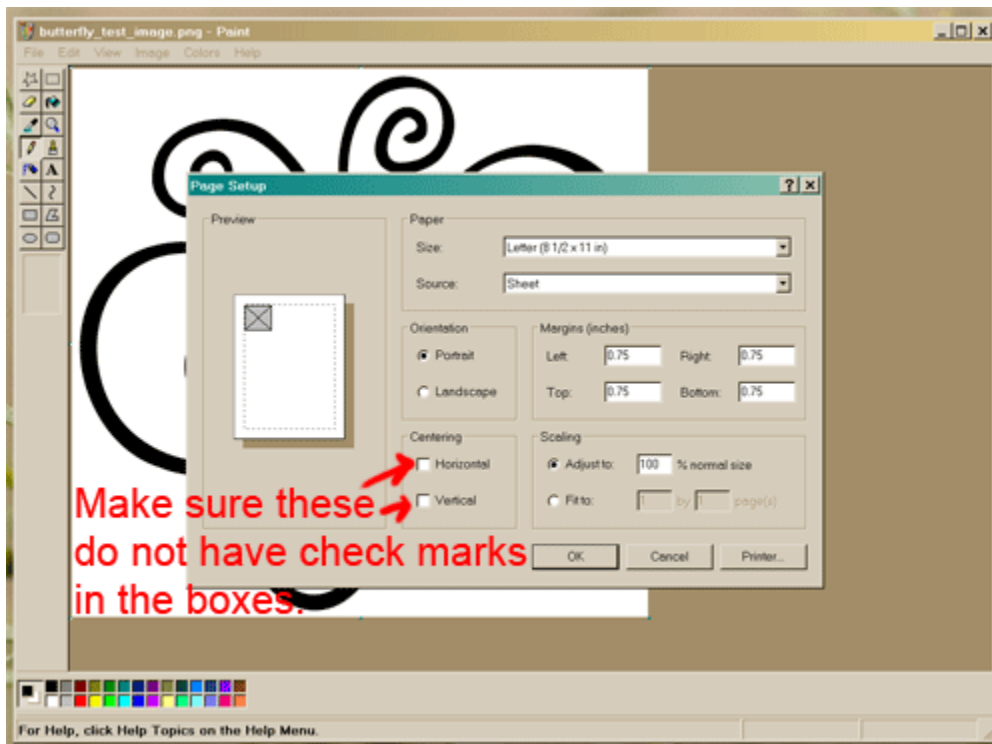 butterfly_test_image.png - Paint
File Edit View Image Colors Help
Page Setup
Preview
Paper
Size: Letter (8 1/2 x 11 in)
Source: Sheet
Orientation
Portrait
Landscape
Margins (inches)
Left: 0.75 Right: 0.75
Top: 0.75 Bottom: 0.75
Centering
Horizontal
Vertical
Scaling
Adjust to: 100 % normal size
Fit to: 1 by 1 page(s)
OK Cancel Printer...
Make sure these
do not have check marks
in the boxes.
For Help, click Help Topics on the Help Menu.